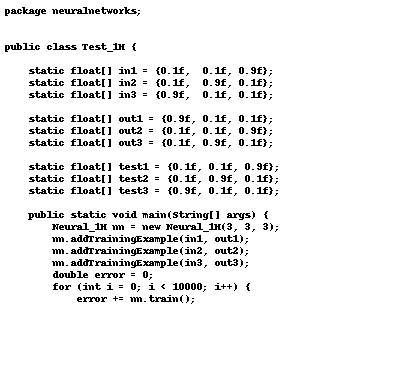 package neuralnetworks;
public class Test_1H {
static float[] in1 = {0.1f, 0.1f, 0.9f};
static float[] in2 = {0.1f, 0.9f, 0.1f};
static float[] in3 = {0.9f, 0.1f, 0.1f};
static float[] out1 = {0.9f, 0.1f, 0.1f};
static float[] out2 = {0.1f, 0.1f, 0.9f};
static float[] out3 = {0.1f, 0.9f, 0.1f};
static float[] test1 = {0.1f, 0.1f, 0.9f};
static float[] test2 = {0.1f, 0.9f, 0.1f};
static float[] test3 = {0.9f, 0.1f, 0.1f};
public static void main(String[] args) {
Neural_1H nn = new Neural_1H(3, 3, 3);
nn.addTrainingExample(in1, out1);
nn.addTrainingExample(in2, out2);
nn.addTrainingExample(in3, out3);
double error = 0;
for (int i = 0; i < 10000; i++) {
error += nn.train();